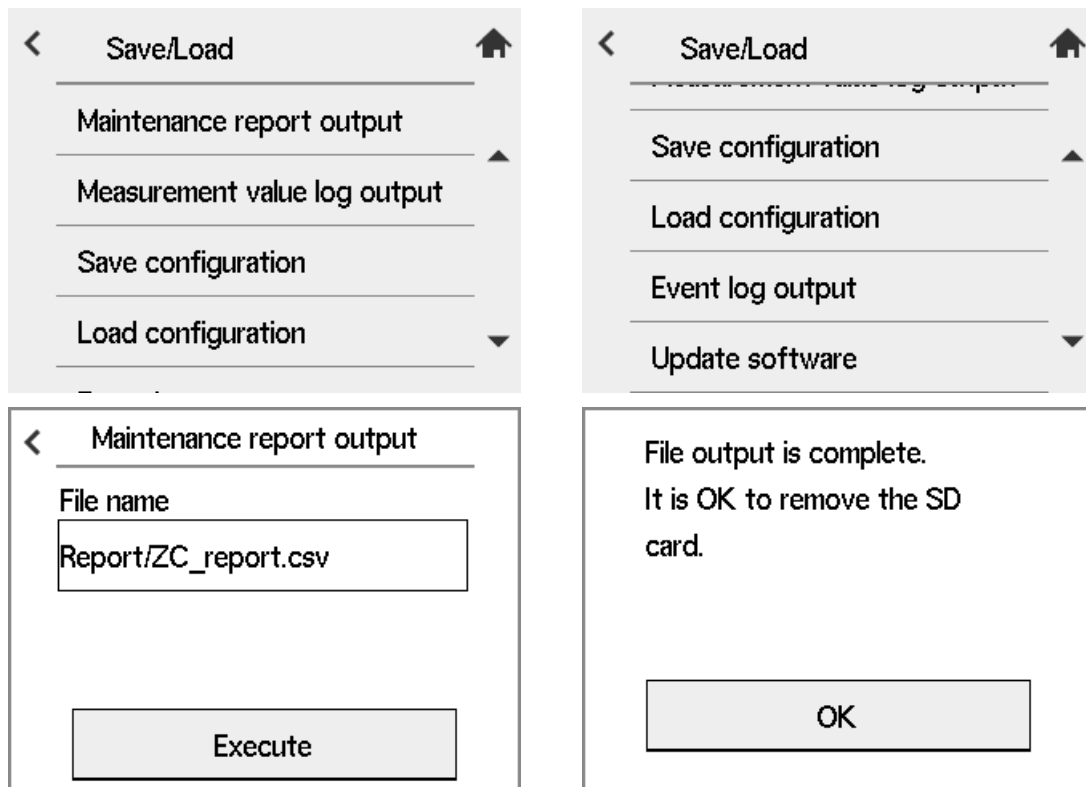 Save/Load
Maintenance report output
Measurement value log output
Save configuration
Load configuration
Save/Load
Save configuration
Load configuration
Event log output
Update software
Maintenance report output
File name
Report/ZC_report.csv
Execute
File output is complete.
It is OK to remove the SD
card.
OK